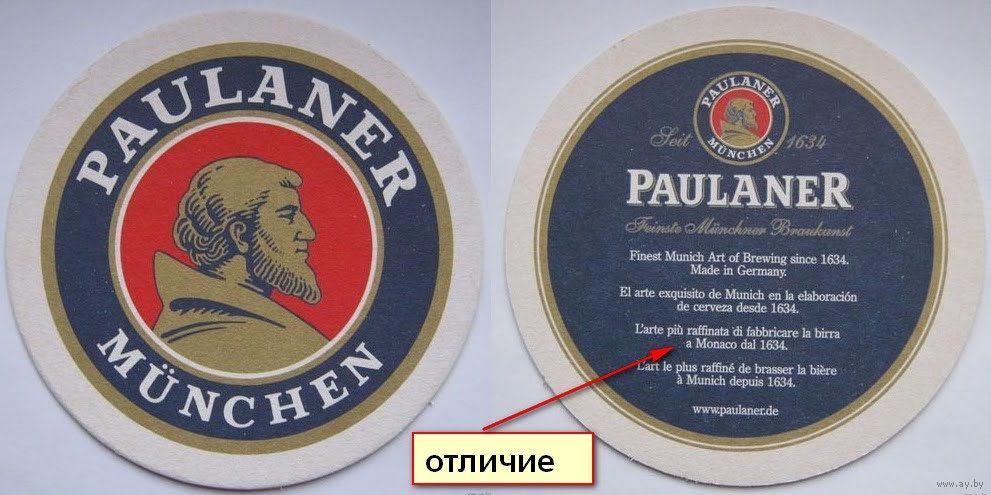 PAULANER
MÜNCHEN
PAULANER
MÜNCHEN
Seit 1634
PAULANER
Feinste Münchner Braukunst
Finest Munich Art of Brewing since 1634.
Made in Germany.
El arte exquisito de Munich en la elaboración
de cerveza desde 1634.
L'arte più raffinata di fabbricare la birra
a Monaco dal 1634.
L'art le plus raffiné de brasser la bière
à Munich depuis 1634.
www.paulaner.de
отличие
www.ay.by